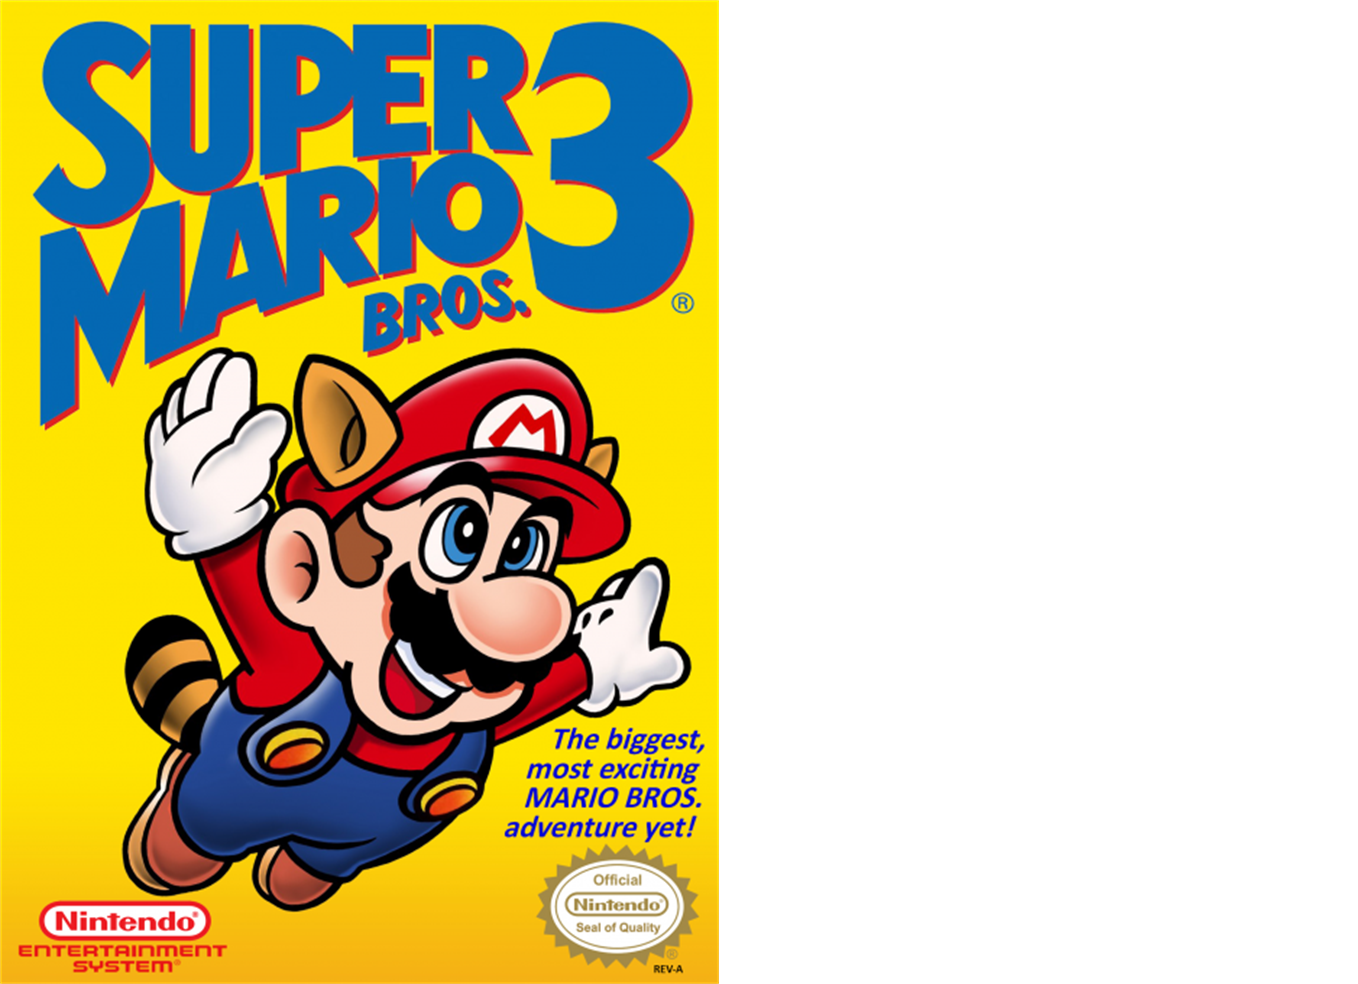 SUPER
MARIO
BROS.
3
®
M
The biggest,
most exciting
MARIO BROS.
adventure yet!
Nintendo®
ENTERTAINMENT
SYSTEM®
Official
Nintendo®
Seal of Quality
®
REV-A